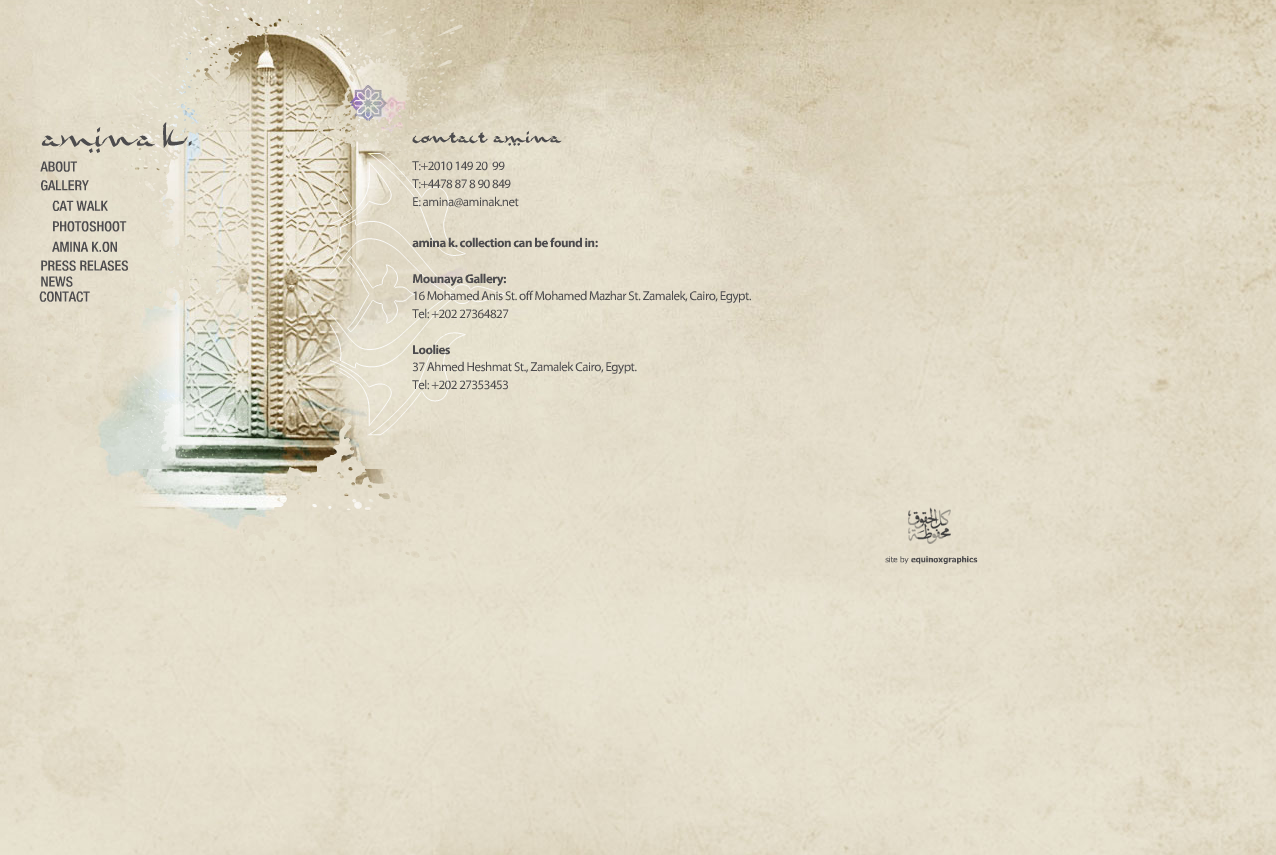 amina k.
ABOUT
GALLERY
CAT WALK
PHOTOSHOOT
AMINA K.ON
PRESS RELASES
NEWS
CONTACT
contact amina
T:+2010 149 20 99
T:+4478 87 8 90 849
E: amina@aminak.net
amina k. collection can be found in:
Mounaya Gallery:
16 Mohamed Anis St. off Mohamed Mazhar St. Zamalek, Cairo, Egypt.
Tel: +202 27364827
Loolies
37 Ahmed Heshmat St., Zamalek Cairo, Egypt.
Tel: +202 27353453
كل الحقوق
محفوظة
site by equinoxgraphics